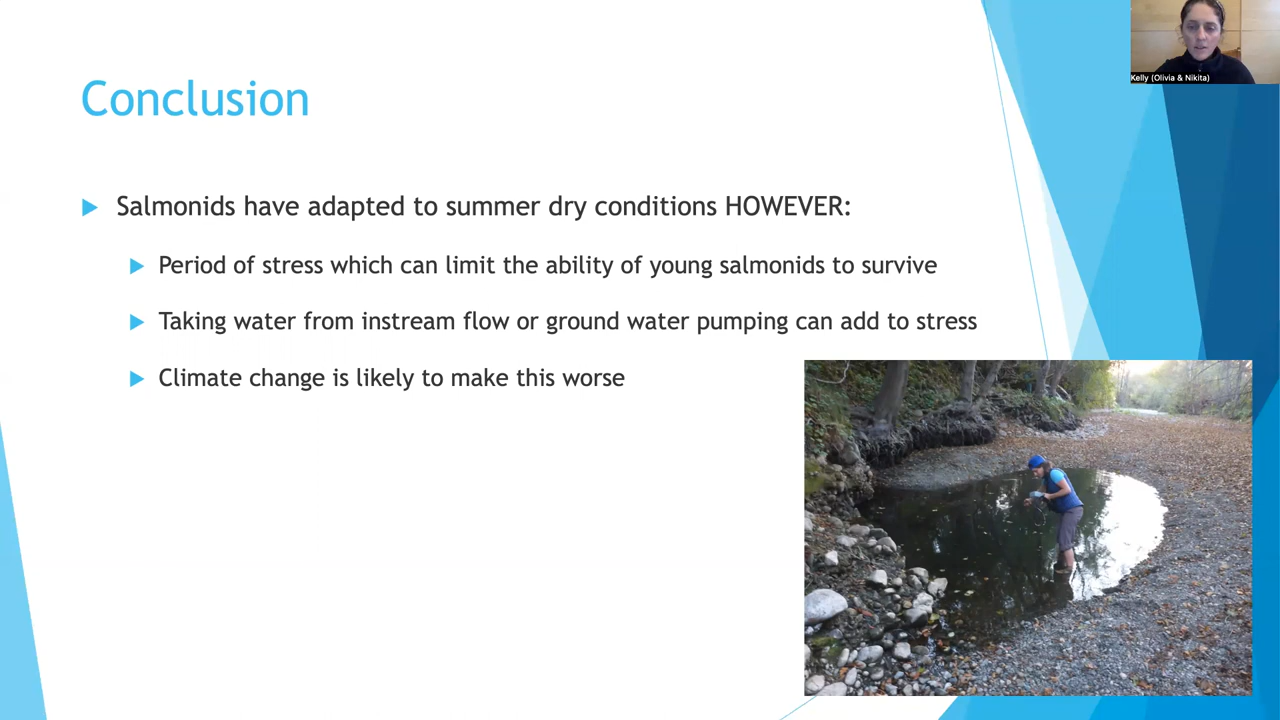 Kelly (Olivia & Nikita)
Conclusion
Salmonids have adapted to summer dry conditions HOWEVER:
Period of stress which can limit the ability of young salmonids to survive
Taking water from instream flow or ground water pumping can add to stress
Climate change is likely to make this worse